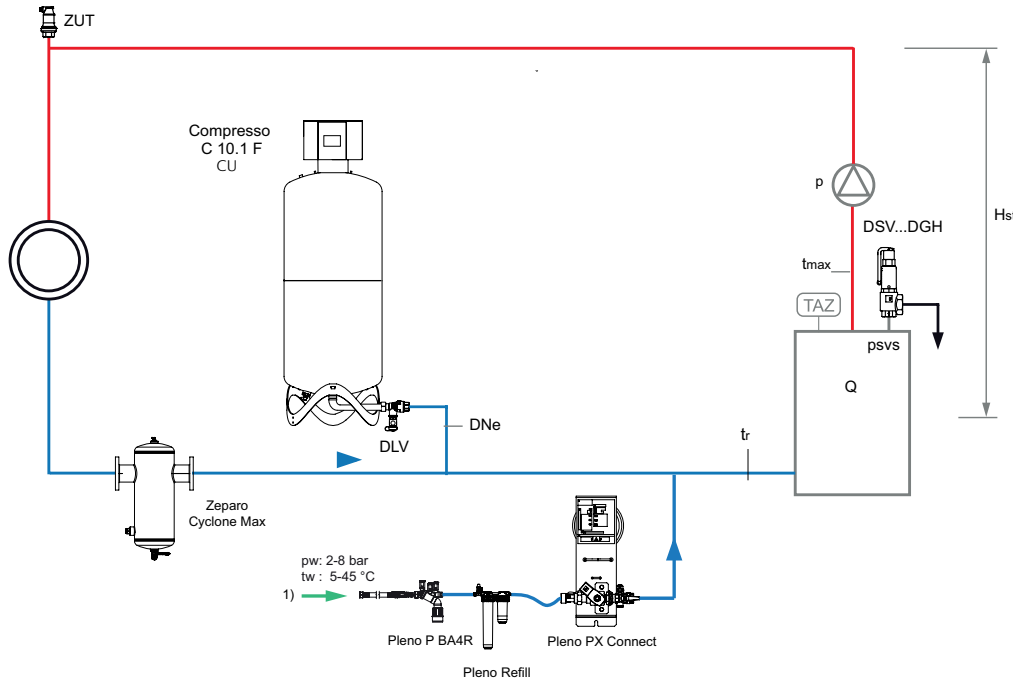 ZUT
Compresso
C 10.1 F
CU
p
Hs
DSV...DGH
tmax
TAZ
psvs
Q
DNe
DLV
tr
Zeparo
Cyclone Max
pw: 2-8 bar
tw : 5-45 °C
1)
Pleno P BA4R
Pleno PX Connect
Pleno Refill